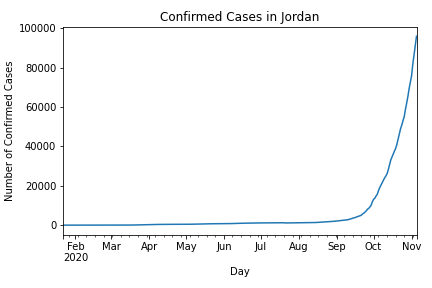 Confirmed Cases in Jordan
Number of Confirmed Cases
100000
80000
60000
40000
20000
0
Feb Mar Apr May Jun Jul Aug Sep Oct Nov
2020
Day